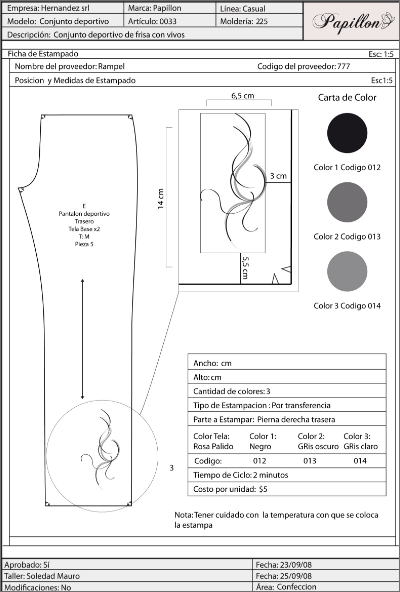 Empresa: Hernandez srl Marca: Papillon Línea: Casual
Modelo: Conjunto deportivo Artículo: 0033 Moldería: 225
Papillon
Descripción: Conjunto deportivo de frisa con vivos
Ficha de Estampado Esc: 1:5
Nombre del proveedor: Rampel Codigo del proveedor: 777
Posicion y Medidas de Estampado Esc1:5
6,5 cm
Carta de Color
14 cm
3 cm
5,5 cm
Color 1 Codigo 012
Color 2 Codigo 013
Color 3 Codigo 014
E
Pantalon deportivo
Trasero
Tela Base x2
T: M
Pieza 5
3
Ancho: cm
Alto: cm
Cantidad de colores: 3
Tipo de Estampacion : Por transferencia
Parte a Estampar: Pierna derecha trasera
Color Tela: Color 1: Color 2: Color 3:
Rosa Palido Negro GRis oscuro GRis claro
Codigo: 012 013 014
Tiempo de Ciclo: 2 minutos
Costo por unidad: $5
Nota: Tener cuidado con la temperatura con que se coloca
la estampa
Aprobado: Sí Fecha: 23/09/08
Taller: Soledad Mauro Fecha: 25/09/08
Modificaciones: No Área: Confeccion